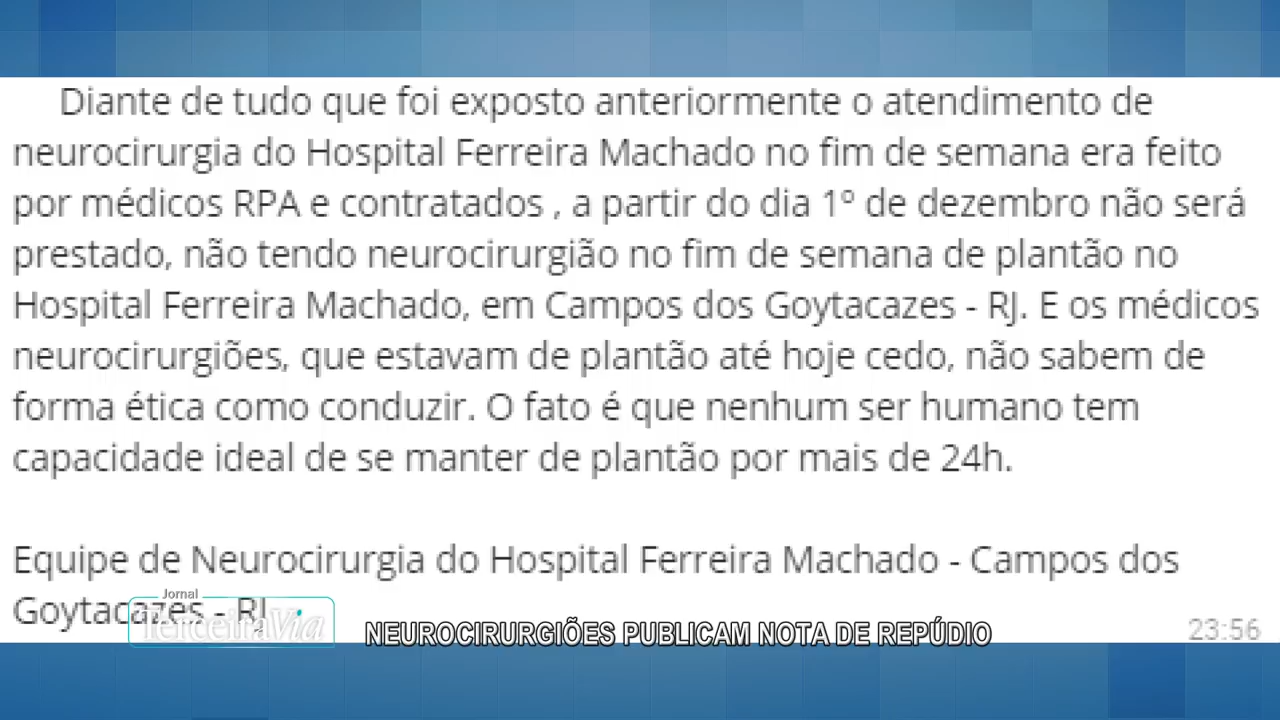 Diante de tudo que foi exposto anteriormente o atendimento de
neurocirurgia do Hospital Ferreira Machado no fim de semana era feito
por médicos RPA e contratados , a partir do dia 1º de dezembro não será
prestado, não tendo neurocirurgião no fim de semana de plantão no
Hospital Ferreira Machado, em Campos dos Goytacazes - RJ. E os médicos
neurocirurgiões, que estavam de plantão até hoje cedo, não sabem de
forma ética como conduzir. O fato é que nenhum ser humano tem
capacidade ideal de se manter de plantão por mais de 24h.
Equipe de Neurocirurgia do Hospital Ferreira Machado - Campos dos
Goytacazes - RJ
Jornal
Terceira Via
NEUROCIRURGIÕES PUBLICAM NOTA DE REPÚDIO
23:56